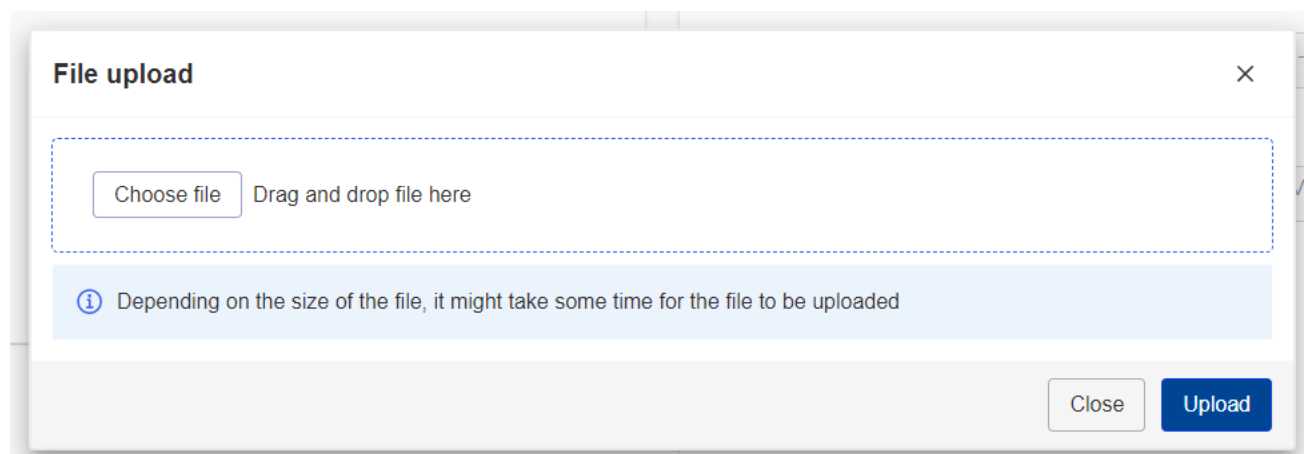 File upload
Choose file Drag and drop file here
Depending on the size of the file, it might take some time for the file to be uploaded
Close Upload